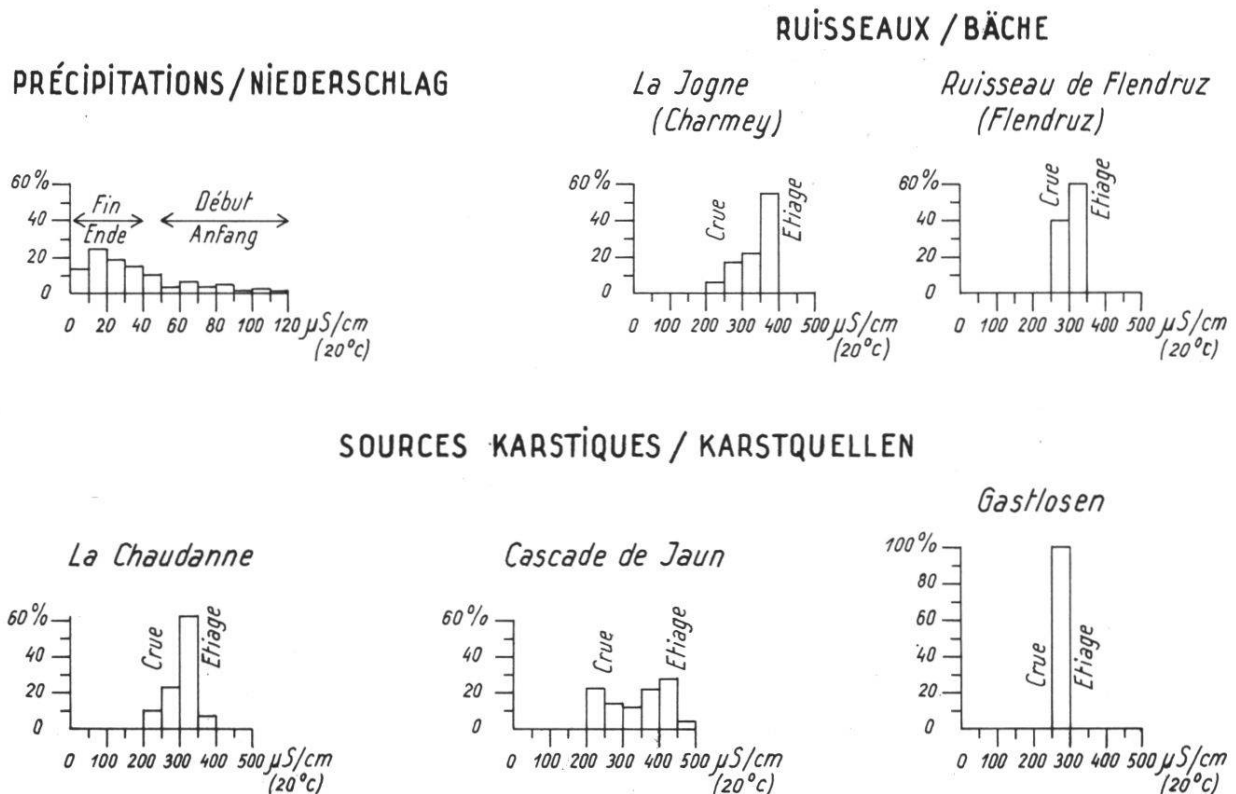 RUISSEAUX / BÄCHE
PRÉCIPITATIONS / NIEDERSCHLAG
La Jogne
(Charmey)
Ruisseau de Flendruz
(Flendruz)
60%
40
20
0
Fin
Ende
Début
Anfang
0 20 40 60 80 100 120 µS/cm
(20°C)
60%
40
20
0
Crue
Etiage
0 100 200 300 400 500 µS/cm
(20°C)
60%
40
20
0
Crue
Etiage
0 100 200 300 400 500 µS/cm
(20°C)
SOURCES KARSTIQUES / KARSTQUELLEN
La Chaudanne
60%
40
20
0
Crue
Etiage
0 100 200 300 400 500 µS/cm
(20°C)
Cascade de Jaun
60%
40
20
0
Crue
Etiage
0 100 200 300 400 500 µS/cm
(20°C)
Gastlosen
100%
80
60
40
20
0
Crue
Etiage
0 100 200 300 400 500 µS/cm
(20°C)